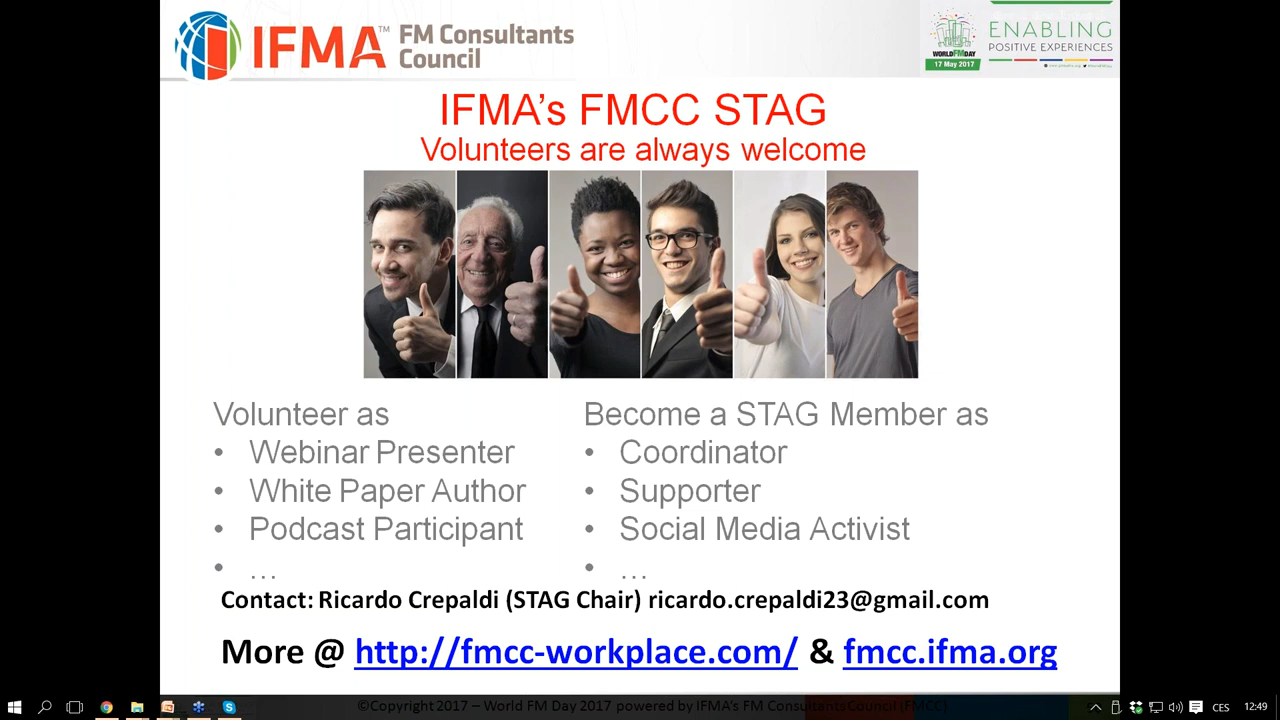 IFMA™ FM Consultants
Council
WORLD FM DAY
17 May 2017
ENABLING
POSITIVE EXPERIENCES
IFMA's FMCC STAG
Volunteers are always welcome
Volunteer as
• Webinar Presenter
• White Paper Author
• Podcast Participant
• ...
Become a STAG Member as
• Coordinator
• Supporter
• Social Media Activist
• ...
Contact: Ricardo Crepaldi (STAG Chair) ricardo.crepaldi23@gmail.com
More @ http://fmcc-workplace.com/ & fmcc.ifma.org
©Copyright 2017 – World FM Day 2017 powered by IFMA's FM Consultants Council (FMCC)
CES
12:49